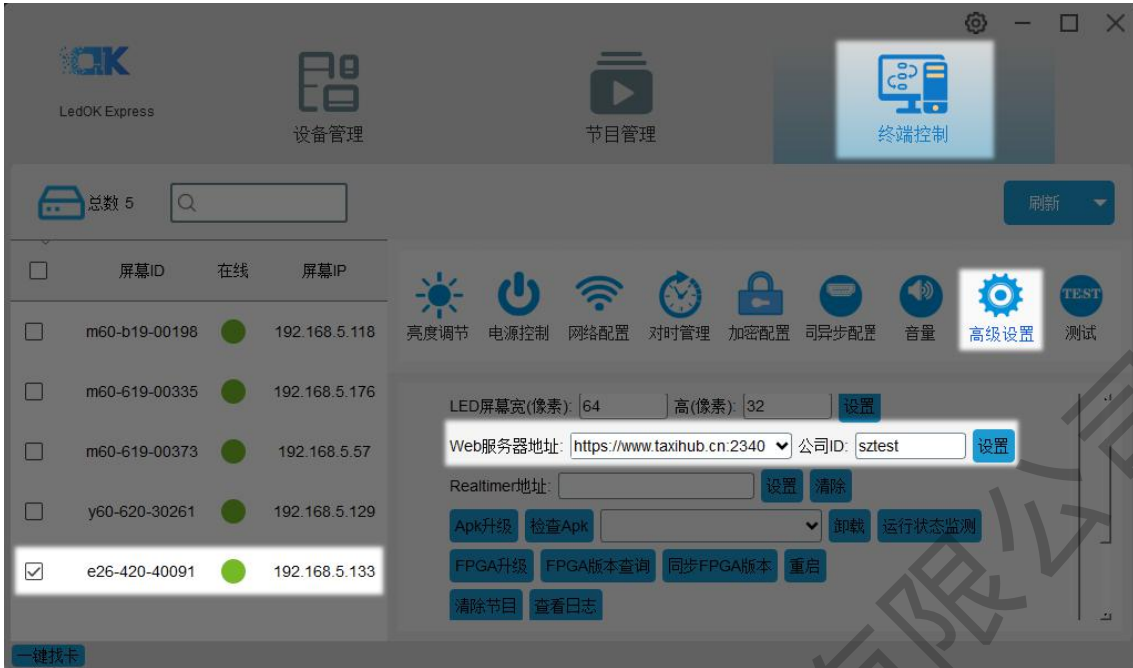 LedOK Express
设备管理
节目管理
终端控制
总数 5
刷新
屏幕ID 在线 屏幕IP
m60-b19-00198 192.168.5.118
m60-619-00335 192.168.5.176
m60-619-00373 192.168.5.57
y60-620-30261 192.168.5.129
e26-420-40091 192.168.5.133
亮度调节 电源控制 网络配置 对时管理 加密配置 司异步配置 音量 高级设置 TEST 测试
LED屏幕宽(像素): 64 高(像素): 32 设置
Web服务器地址: https://www.taxihub.cn:2340 公司ID: sztest 设置
Realtimer地址: 设置 清除
Apk升级 检查Apk 卸载 运行状态监测
FPGA升级 FPGA版本查询 同步FPGA版本 重启
清除节目 查看日志
一键找卡
有限公司